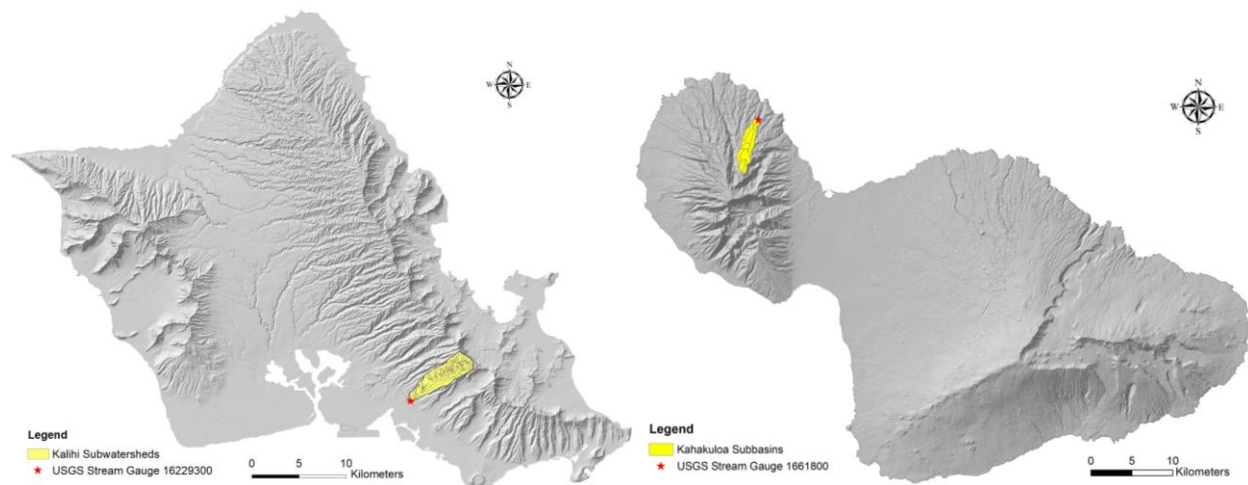 N
W E
S
Legend
Kalihi Subwatersheds
USGS Stream Gauge 16229300
0 5 10
Kilometers
N
W E
S
Legend
Kahakuloa Subbasins
USGS Stream Gauge 1661800
0 5 10
Kilometers